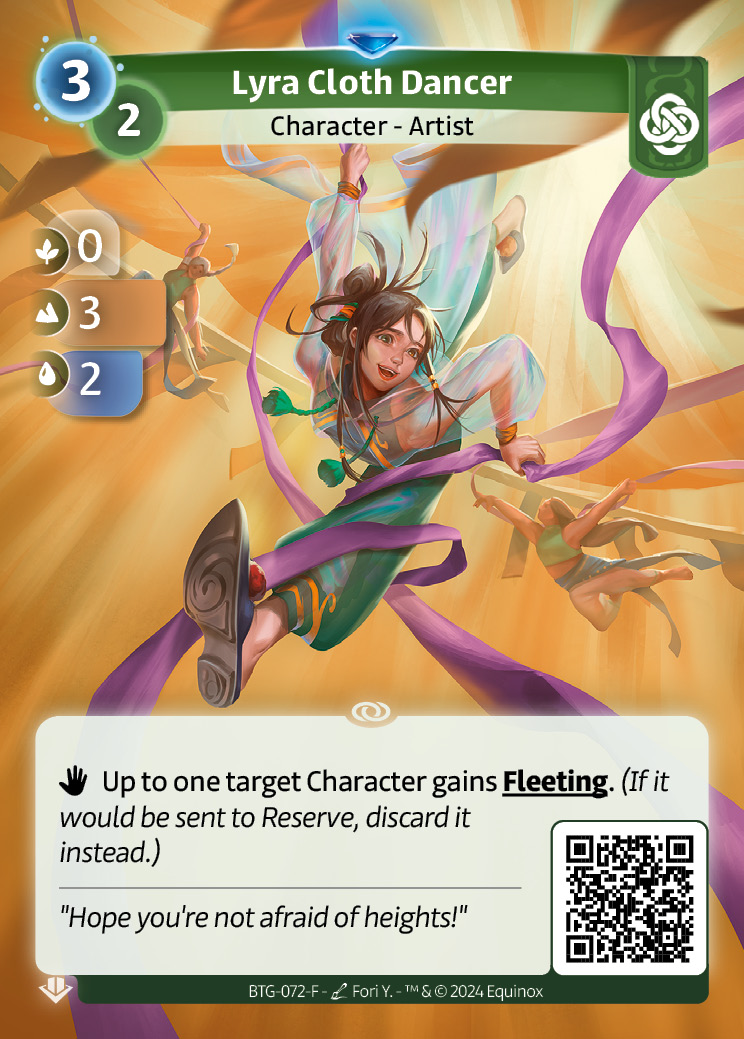 3
Lyra Cloth Dancer
2
Character - Artist
0
3
2
Up to one target Character gains Fleeting. (If it
would be sent to Reserve, discard it
instead.)
"Hope you're not afraid of heights!"
BTG-072-F - Fori Y. - ™ & © 2024 Equinox